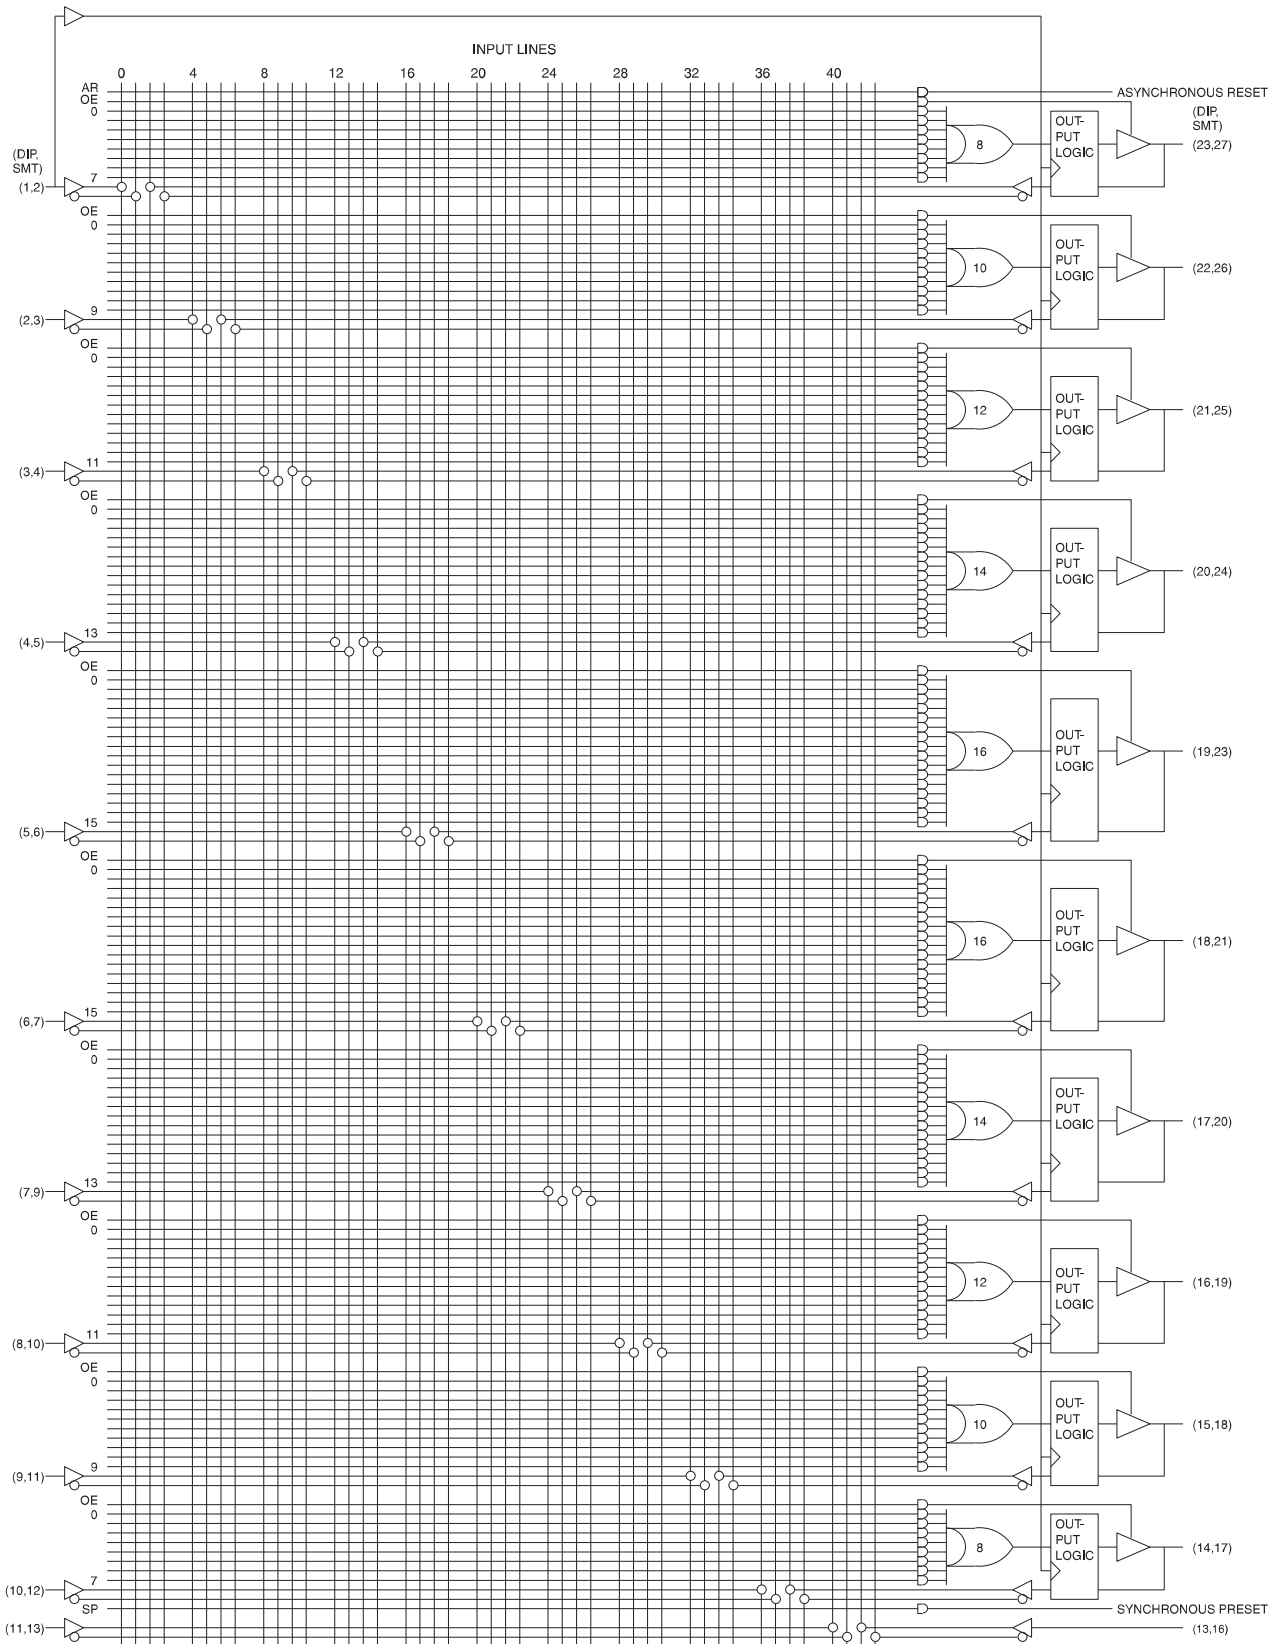 INPUT LINES
0 4 8 12 16 20 24 28 32 36 40
AR
ASYNCHRONOUS RESET
OE
0
(DIP,
SMT)
(DIP,
SMT)
8
OUT-
PUT
LOGIC
(23,27)
7
(1,2)
OE
0
10
OUT-
PUT
LOGIC
(22,26)
9
(2,3)
OE
0
12
OUT-
PUT
LOGIC
(21,25)
11
(3,4)
OE
0
14
OUT-
PUT
LOGIC
(20,24)
13
(4,5)
OE
0
16
OUT-
PUT
LOGIC
(19,23)
15
(5,6)
OE
0
16
OUT-
PUT
LOGIC
(18,21)
15
(6,7)
OE
0
14
OUT-
PUT
LOGIC
(17,20)
13
(7,9)
OE
0
12
OUT-
PUT
LOGIC
(16,19)
11
(8,10)
OE
0
10
OUT-
PUT
LOGIC
(15,18)
9
(9,11)
OE
0
8
OUT-
PUT
LOGIC
(14,17)
7
(10,12)
SP
SYNCHRONOUS PRESET
(11,13)
(13,16)